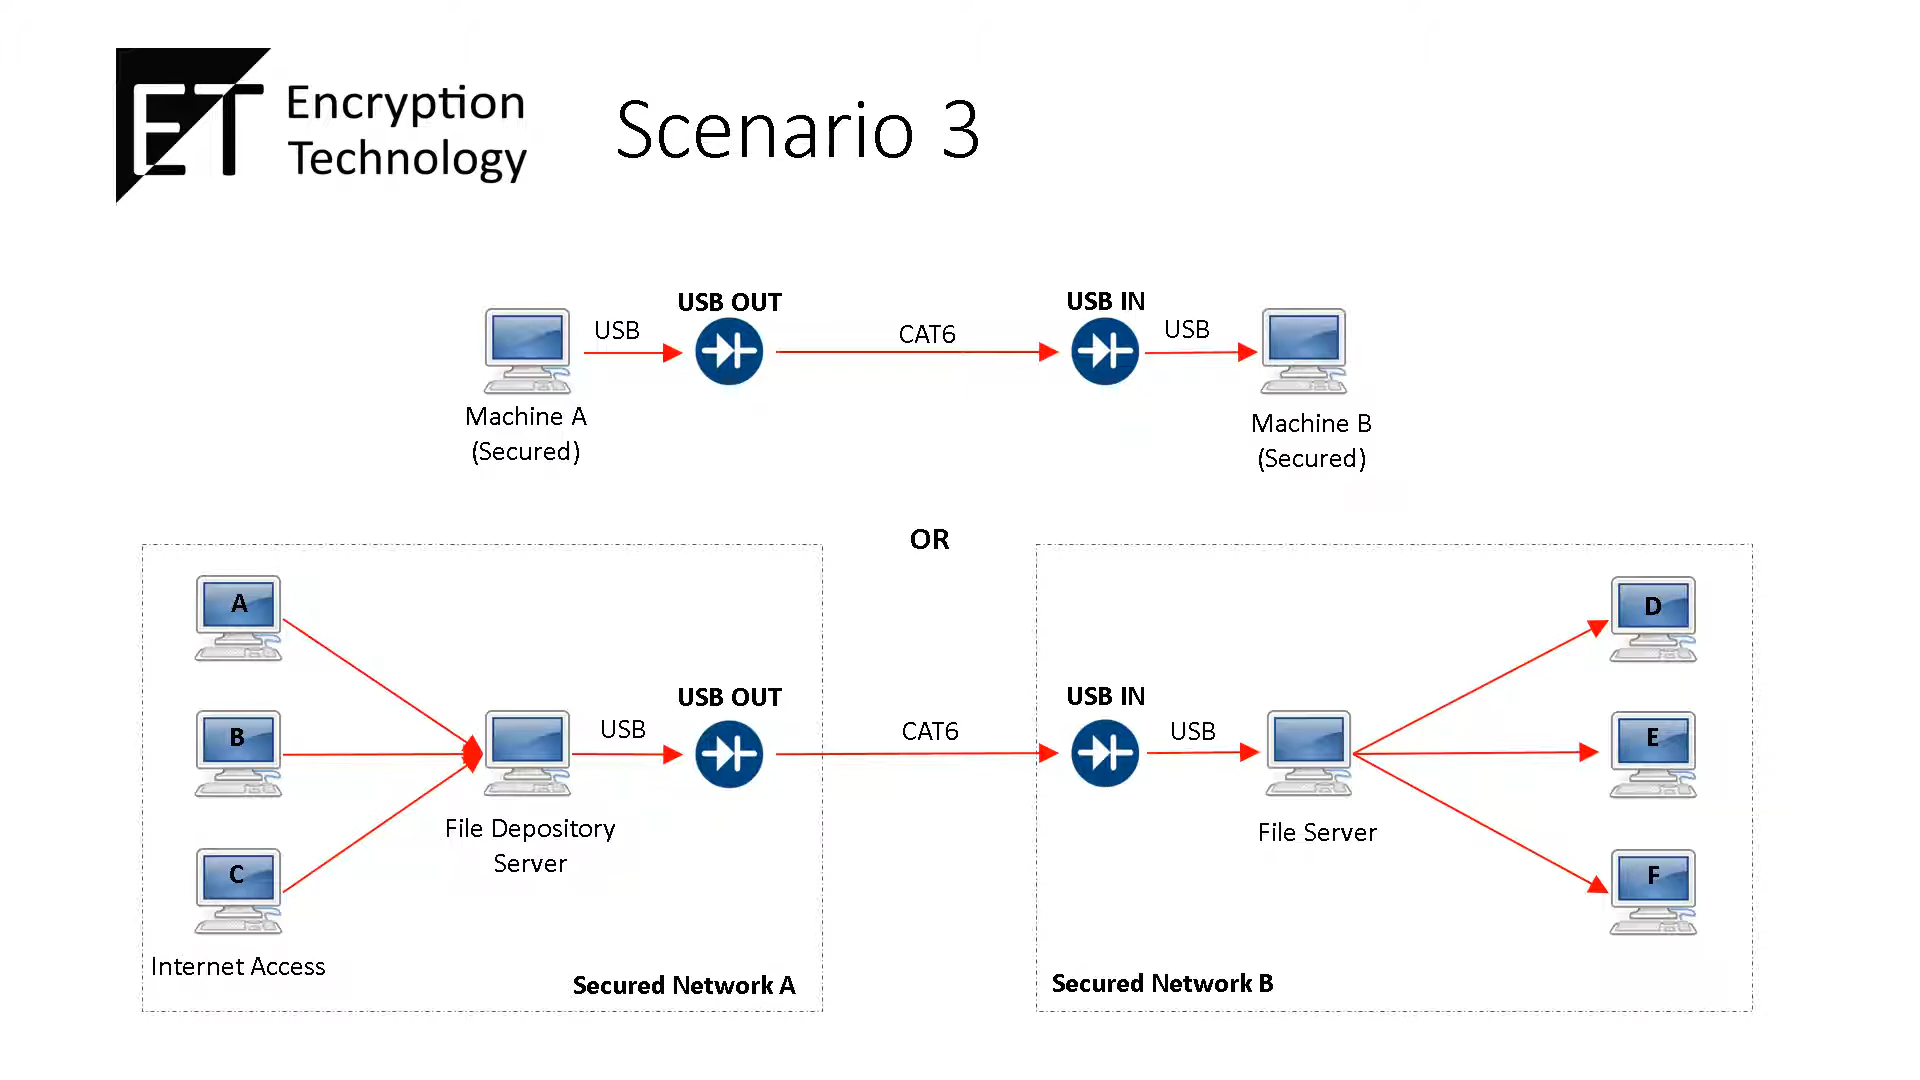 ET
Encryption
Technology
Scenario 3
USB OUT
USB IN
USB
CAT6
USB
Machine A
(Secured)
Machine B
(Secured)
OR
A
B
C
Internet Access
File Depository
Server
USB
USB OUT
CAT6
USB IN
USB
File Server
D
E
F
Secured Network A
Secured Network B